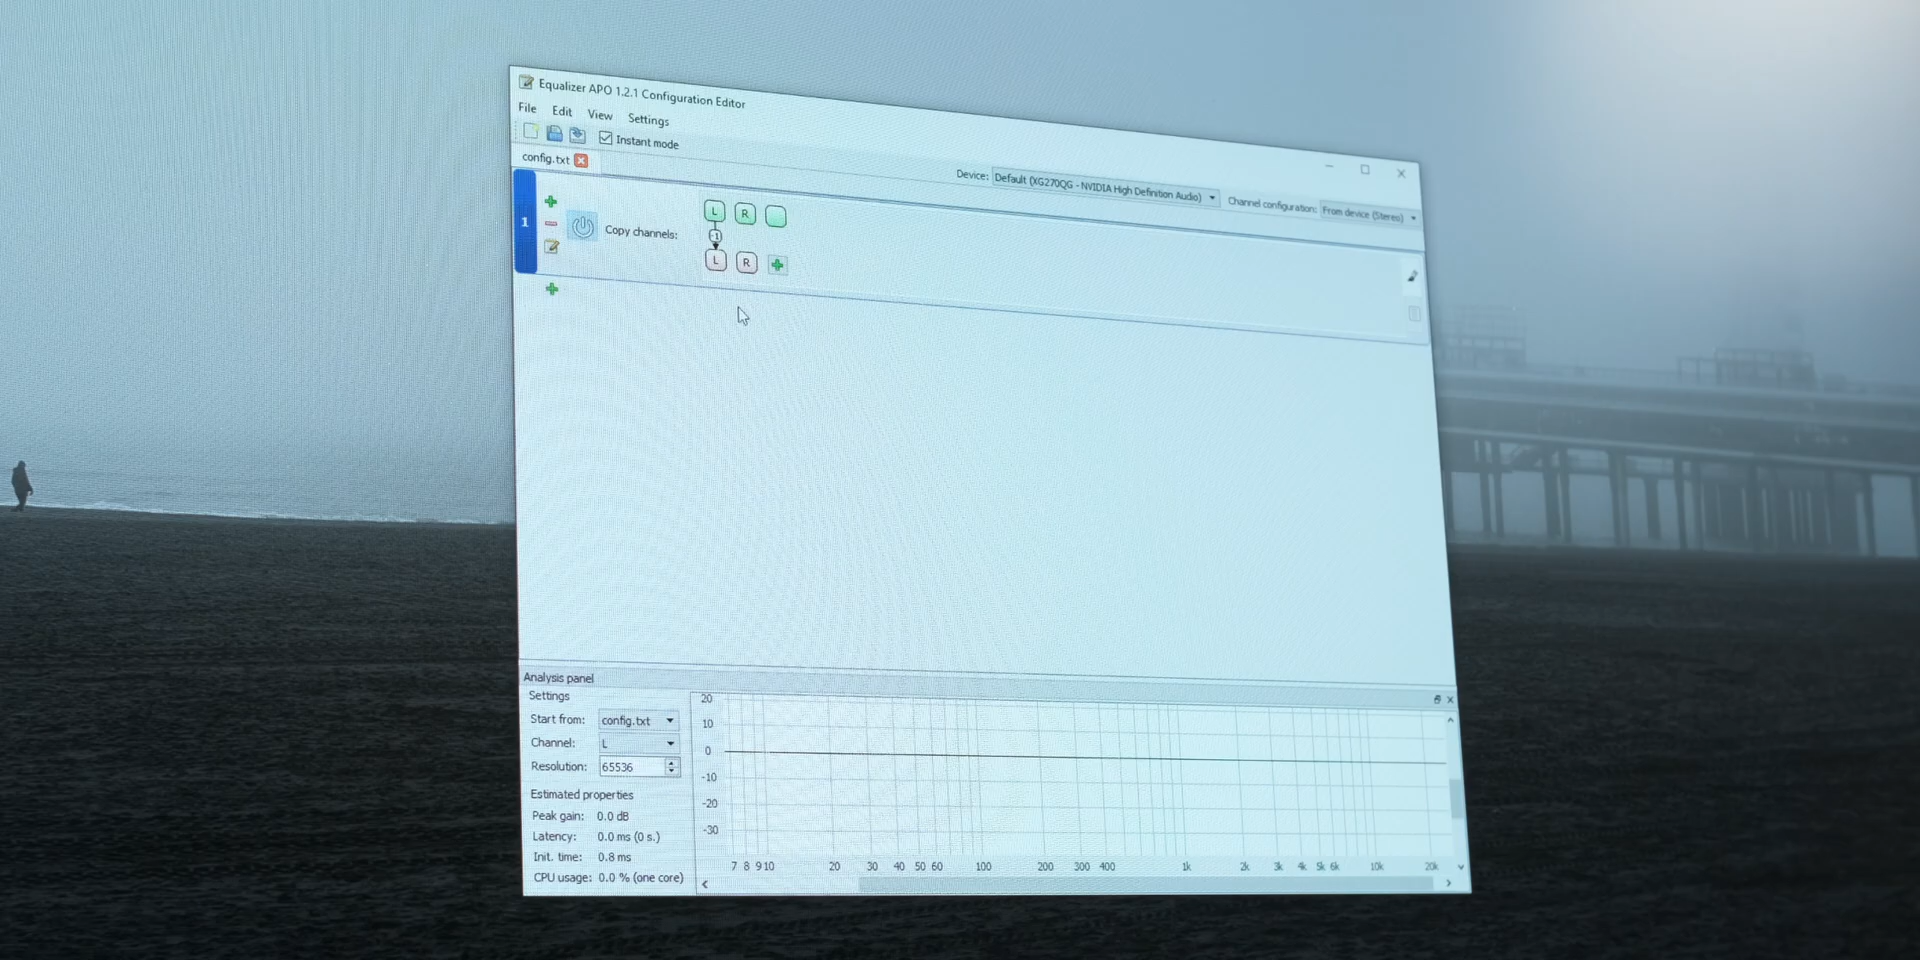 Equalizer APO 1.2.1 Configuration Editor
File Edit View Settings
Instant mode
config.txt
Device: Default (XG270QG - NVIDIA High Definition Audio) Channel configuration: From device (Stereo)
1
L R
Copy channels:
-1
L R
Analysis panel
Settings
Start from: config.txt
Channel: L
Resolution: 65536
Estimated properties
Peak gain: 0.0 dB
Latency: 0.0 ms (0 s.)
Init. time: 0.8 ms
CPU usage: 0.0 % (one core)
20
10
0
-10
-20
-30
7 8 9 10 20 30 40 50 60 100 200 300 400 1k 2k 3k 4k 5k 6k 10k 20k